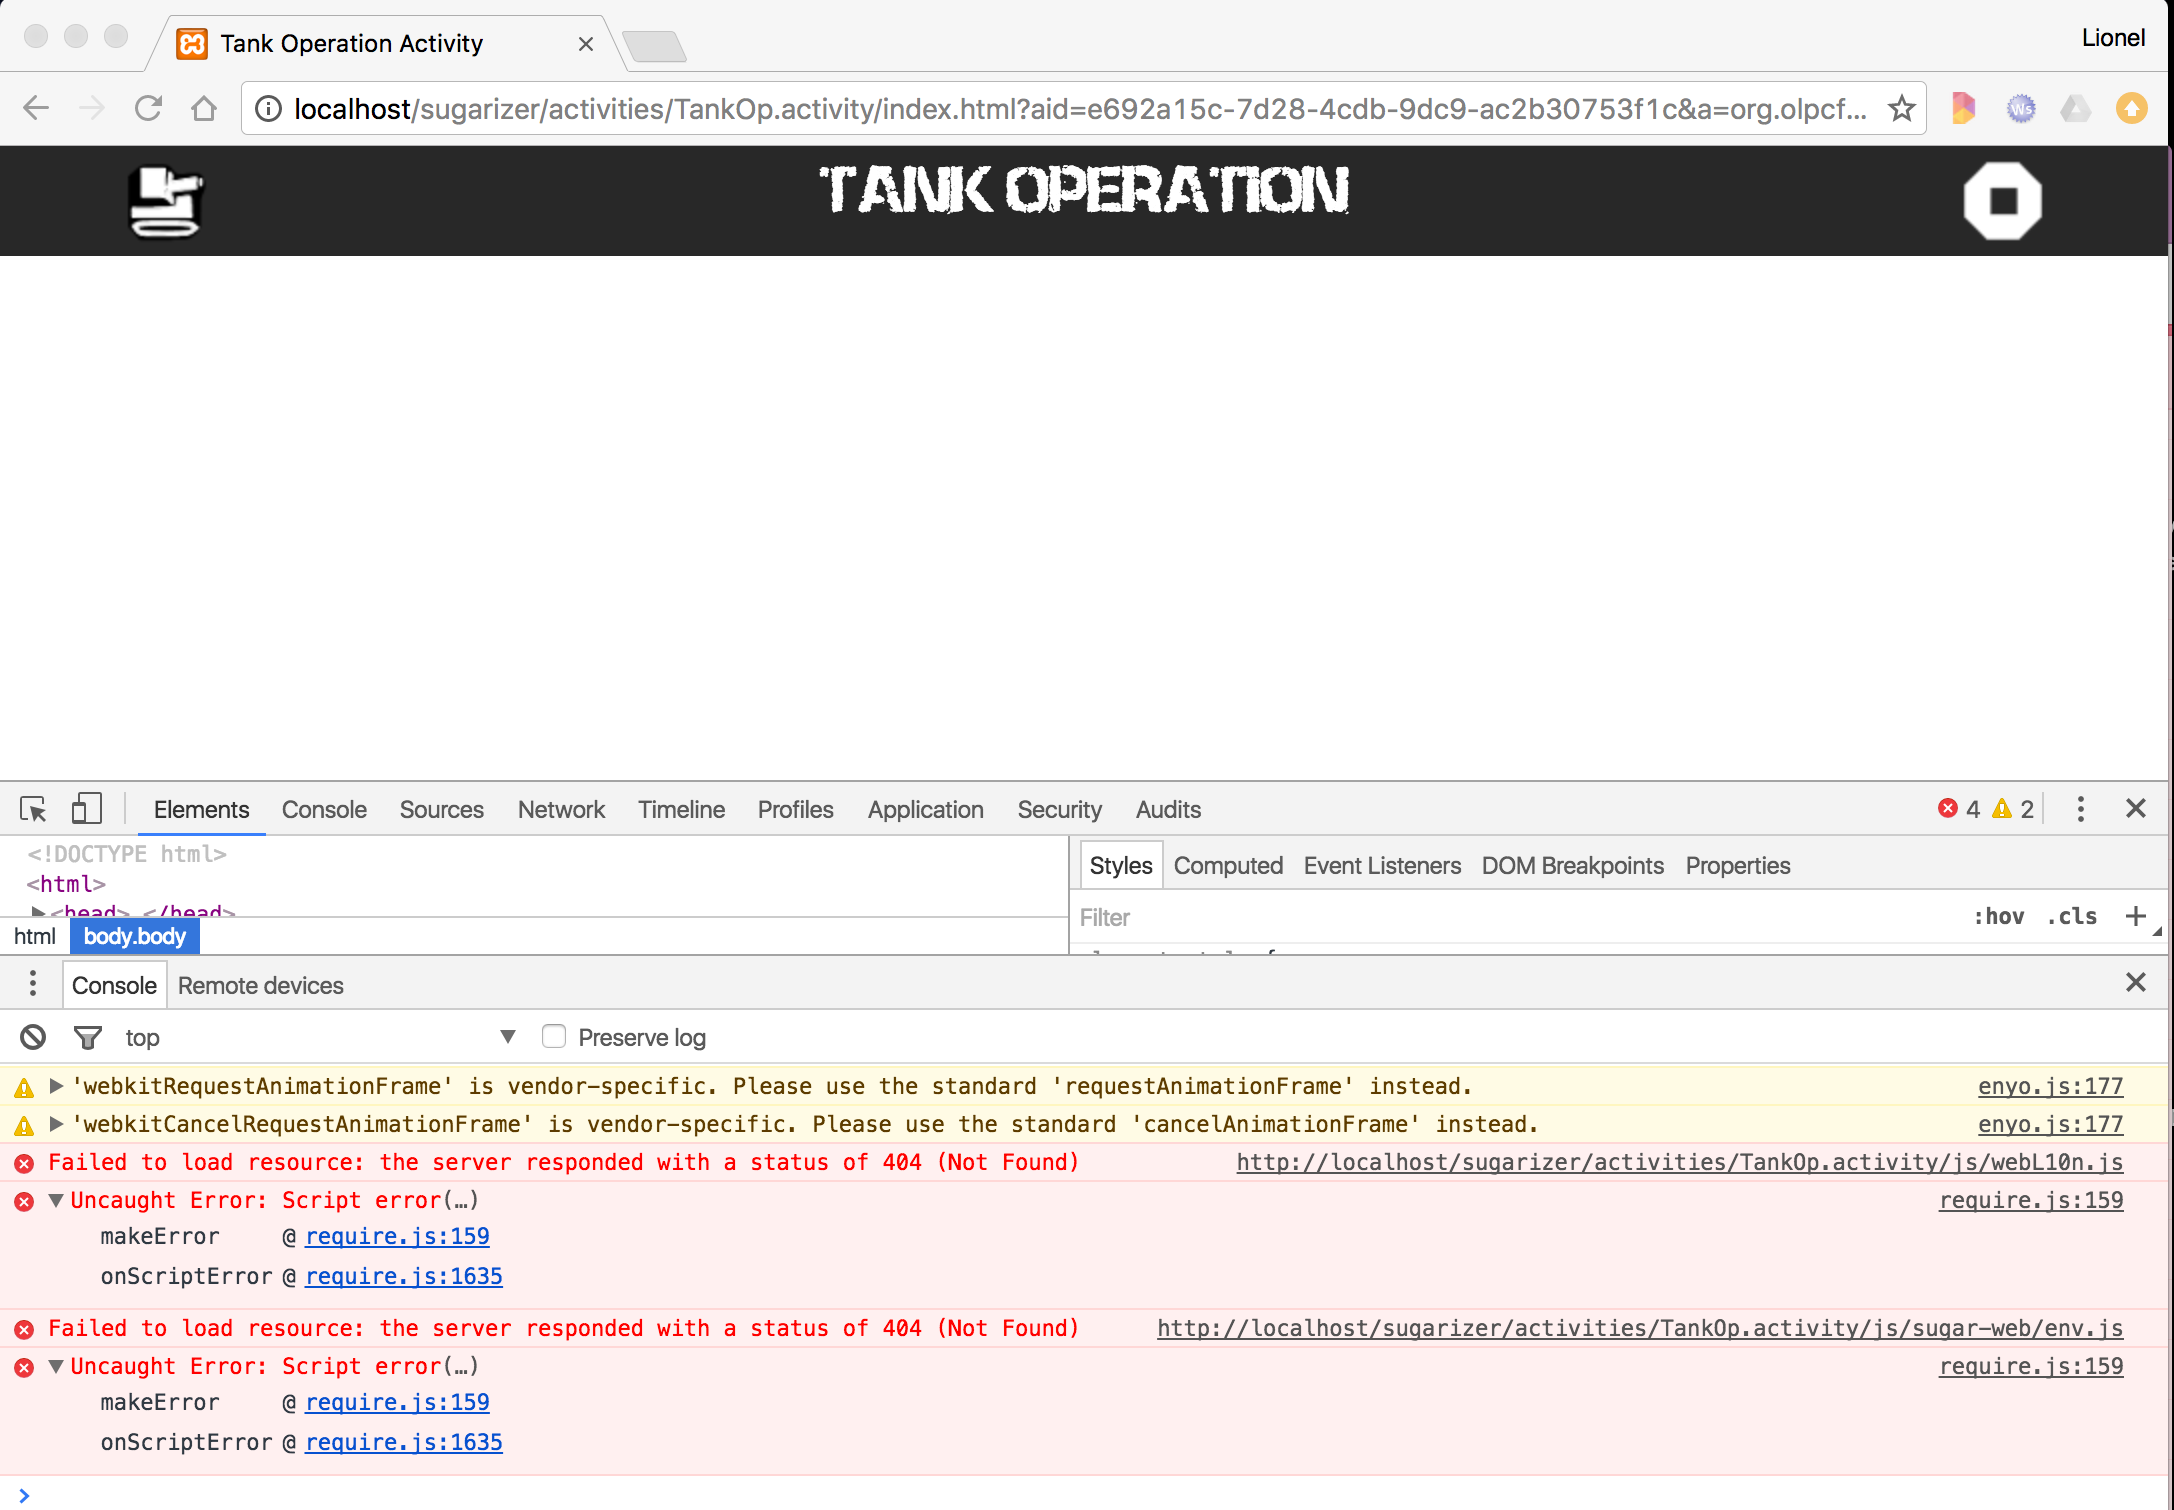 Tank Operation Activity
Lionel
localhost/sugarizer/activities/TankOp.activity/index.html?aid=e692a15c-7d28-4cdb-9dc9-ac2b30753f1c&a=org.olpcf...
Ws
TANK OPERATION
Elements Console Sources Network Timeline Profiles Application Security Audits 4 2
<!DOCTYPE html>
<html>
<head> </head>
html body.body
Styles Computed Event Listeners DOM Breakpoints Properties
Filter :hov .cls +
Console Remote devices
top Preserve log
'webkitRequestAnimationFrame' is vendor-specific. Please use the standard 'requestAnimationFrame' instead. enyo.js:177
'webkitCancelRequestAnimationFrame' is vendor-specific. Please use the standard 'cancelAnimationFrame' instead. enyo.js:177
Failed to load resource: the server responded with a status of 404 (Not Found) http://localhost/sugarizer/activities/TankOp.activity/js/webL10n.js
Uncaught Error: Script error(…) require.js:159
makeError @ require.js:159
onScriptError @ require.js:1635
Failed to load resource: the server responded with a status of 404 (Not Found) http://localhost/sugarizer/activities/TankOp.activity/js/sugar-web/env.js
Uncaught Error: Script error(…) require.js:159
makeError @ require.js:159
onScriptError @ require.js:1635